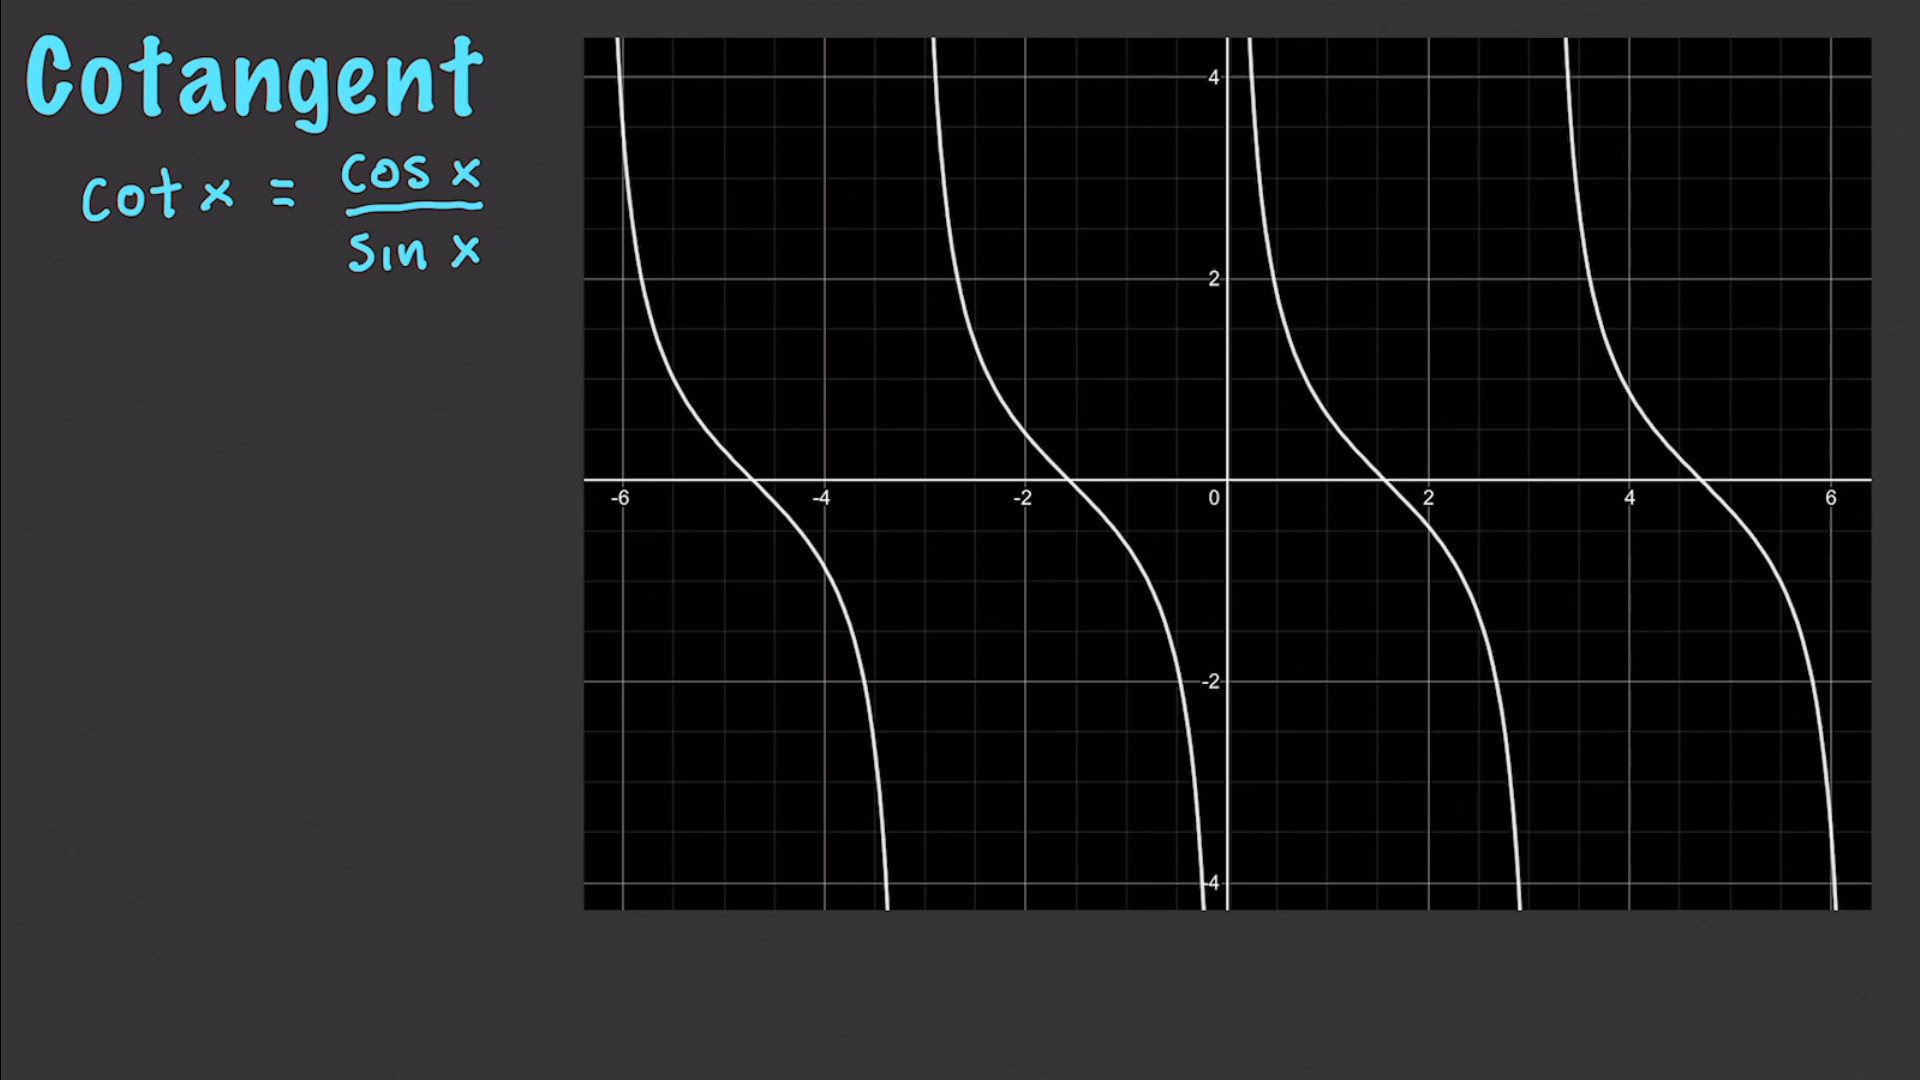 Cotangent
cot x = cos x
sin x
4
2
-6 -4 -2 0 2 4 6
-2
-4